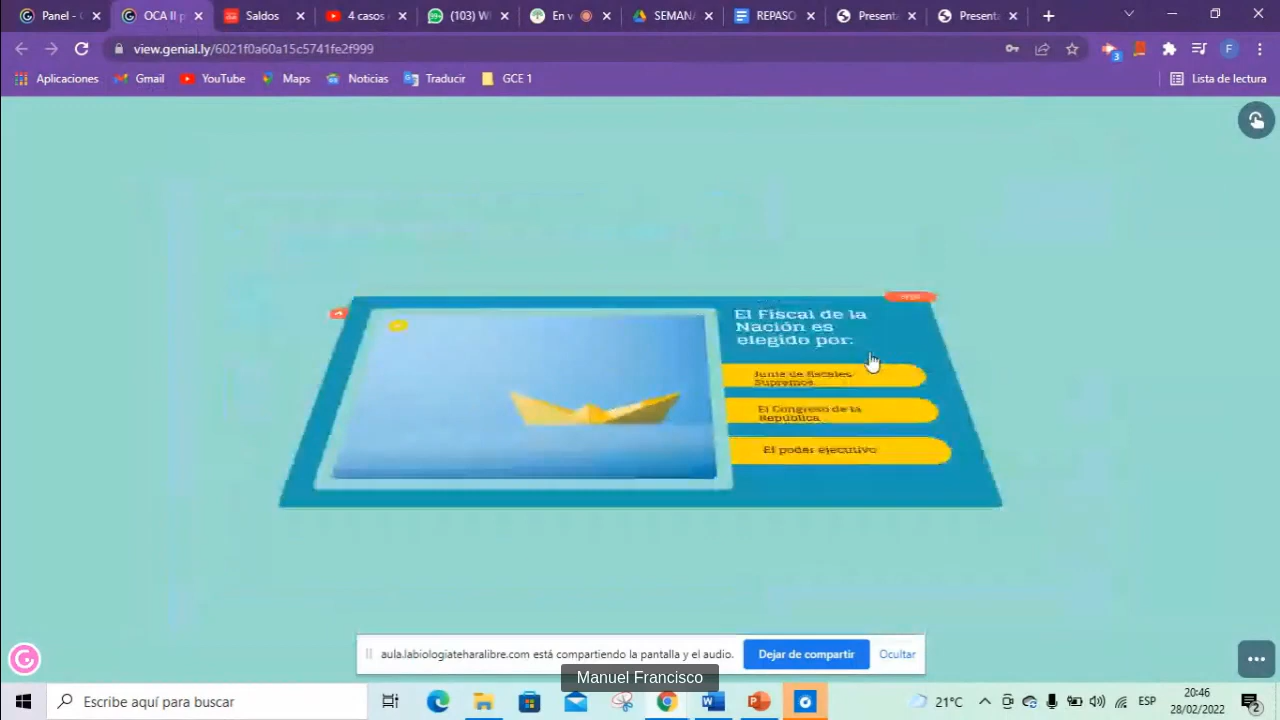 Panel - G
OCA II p
Saldos
4 casos
(103) W
En v
SEMAN
REPASO
Present
Present
view.genial.ly/6021f0a60a15c5741fe2f999
3
F
Aplicaciones
Gmail
YouTube
Maps
Noticias
Traducir
GCE 1
Lista de lectura
El Fiscal de la
Nación es
elegido por:
Junta de fiscales
Supremos
El Congreso de la
República
El poder ejecutivo
aula.labiologiateharalibre.com está compartiendo la pantalla y el audio.
Dejar de compartir
Ocultar
Manuel Francisco
Escribe aquí para buscar
21°C
ESP
20:46
28/02/2022
2